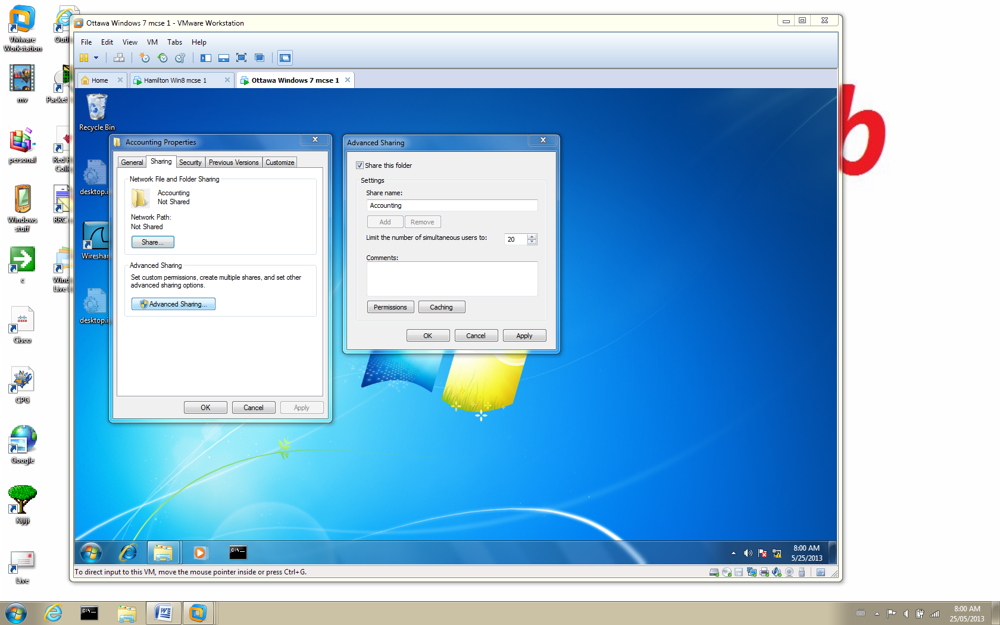 VMware
Workstation
mv
Packet
personal
Windows
stuff
RRC
c
Wind
Live
Cisco
cisco
CPG
Google
Kijiji
Live
Ottawa Windows 7 mcse 1 - VMware Workstation
File Edit View VM Tabs Help
Home Hamilton Win8 mcse 1 Ottawa Windows 7 mcse 1
Recycle Bin
desktop.i
Wireshar
desktop.i
Accounting Properties
General Sharing Security Previous Versions Customize
Network File and Folder Sharing
Accounting
Not Shared
Network Path:
Not Shared
Share...
Advanced Sharing
Set custom permissions, create multiple shares, and set other
advanced sharing options.
Advanced Sharing...
OK Cancel Apply
Advanced Sharing
Share this folder
Settings
Share name:
Accounting
Add Remove
Limit the number of simultaneous users to: 20
Comments:
Permissions Caching
OK Cancel Apply
b
C:\._
8:00 AM
5/25/2013
To direct input to this VM, move the mouse pointer inside or press Ctrl+G.
C:\._
8:00 AM
25/05/2013